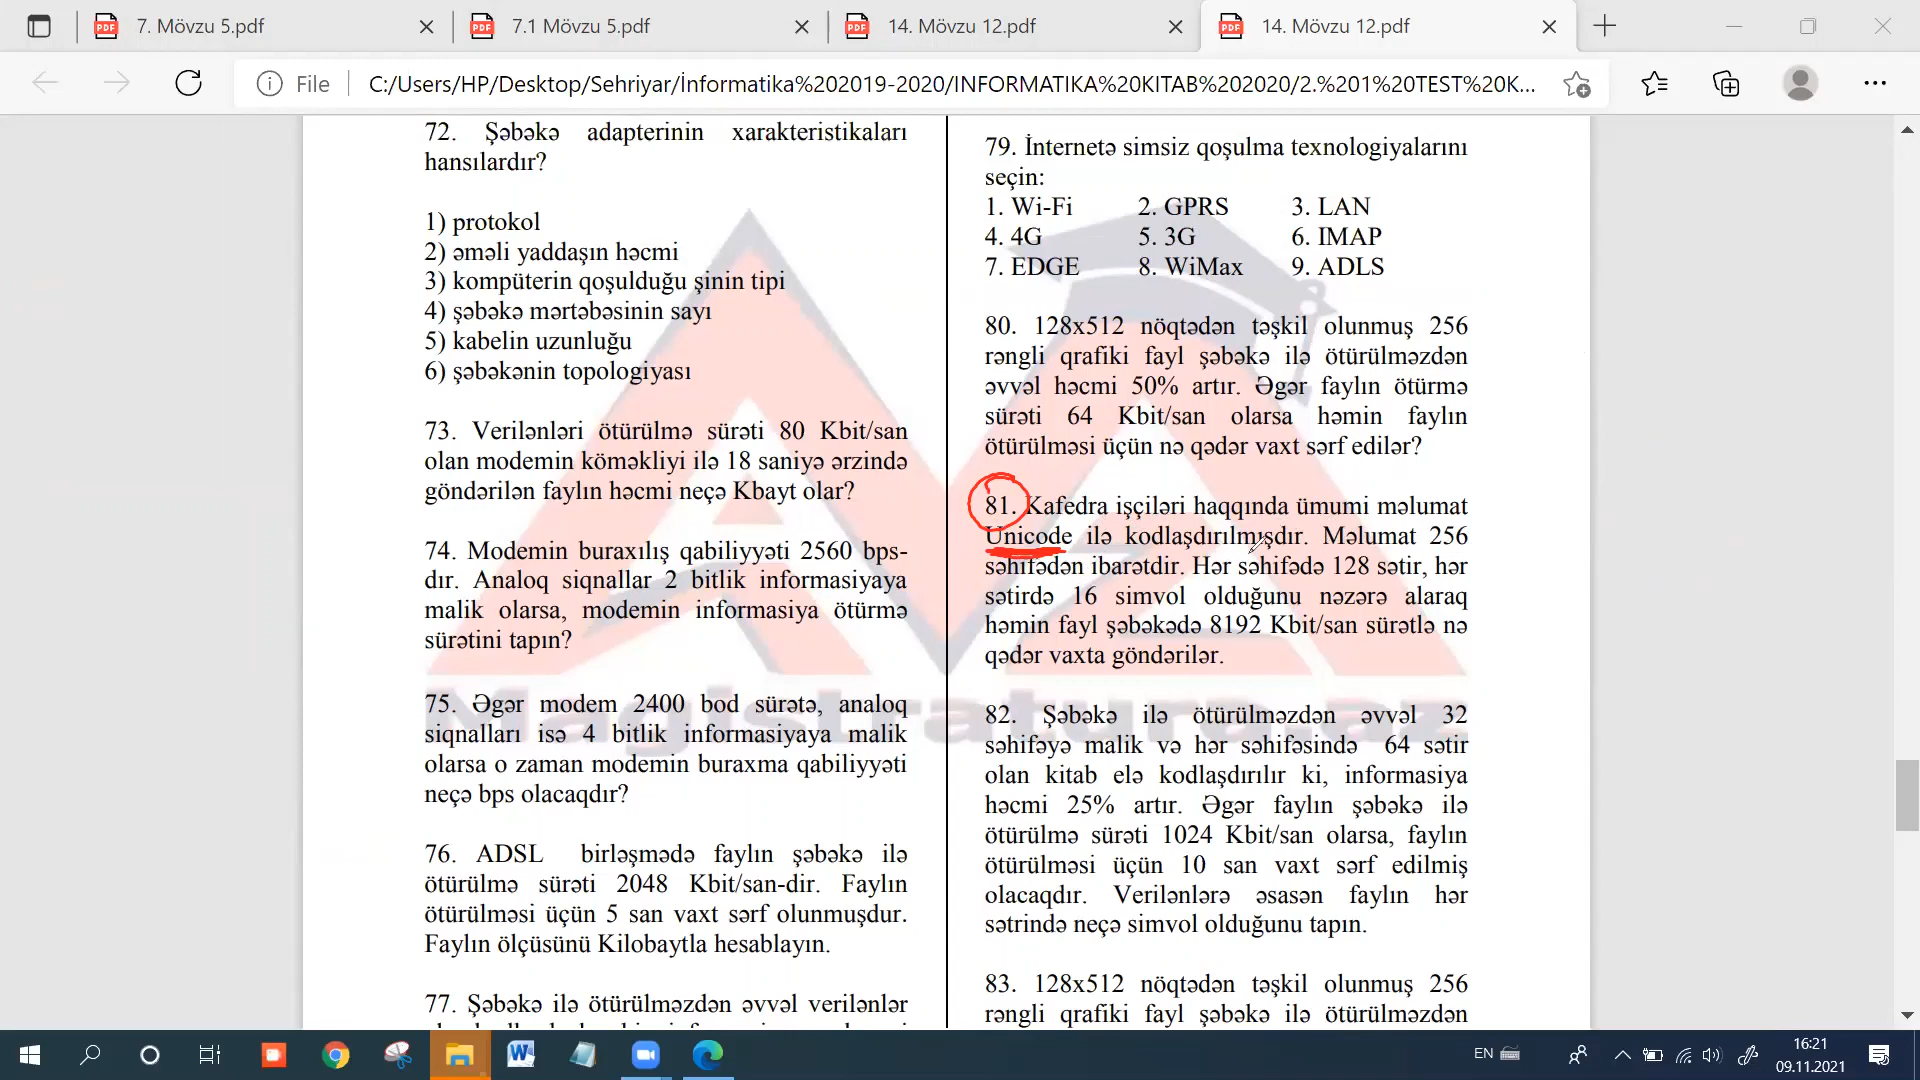 7. Mövzu 5.pdf
7.1 Mövzu 5.pdf
14. Mövzu 12.pdf
14. Mövzu 12.pdf
File
C:/Users/HP/Desktop/Sehriyar/İnformatika%202019-2020/INFORMATIKA%20KITAB%202020/2.%201%20TEST%20K...
72. Şəbəkə adapterinin xarakteristikaları
hansılardır?
1) protokol
2) əməli yaddaşın həcmi
3) kompüterin qoşulduğu şinin tipi
4) şəbəkə mərtəbəsinin sayı
5) kabelin uzunluğu
6) şəbəkənin topologiyası
73. Verilənləri ötürülmə sürəti 80 Kbit/san
olan modemin köməkliyi ilə 18 saniyə ərzində
göndərilən faylın həcmi neçə Kbayt olar?
74. Modemin buraxılış qabiliyyəti 2560 bps-
dır. Analoq siqnallar 2 bitlik informasiyaya
malik olarsa, modemin informasiya ötürmə
sürətini tapın?
75. Əgər modem 2400 bod sürətə, analoq
siqnalları isə 4 bitlik informasiyaya malik
olarsa o zaman modemin buraxma qabiliyyəti
neçə bps olacaqdır?
76. ADSL birləşmədə faylın şəbəkə ilə
ötürülmə sürəti 2048 Kbit/san-dir. Faylın
ötürülməsi üçün 5 san vaxt sərf olunmuşdur.
Faylın ölçüsünü Kilobaytla hesablayın.
77. Şəbəkə ilə ötürülməzdən əvvəl verilənlər
79. İnternetə simsiz qoşulma texnologiyalarını
seçin:
1. Wi-Fi 2. GPRS 3. LAN
4. 4G 5. 3G 6. IMAP
7. EDGE 8. WiMax 9. ADLS
80. 128x512 nöqtədən təşkil olunmuş 256
rəngli qrafiki fayl şəbəkə ilə ötürülməzdən
əvvəl həcmi 50% artır. Əgər faylın ötürmə
sürəti 64 Kbit/san olarsa həmin faylın
ötürülməsi üçün nə qədər vaxt sərf edilər?
81. Kafedra işçiləri haqqında ümumi məlumat
Unicode ilə kodlaşdırılmışdır. Məlumat 256
səhifədən ibarətdir. Hər səhifədə 128 sətir, hər
sətirdə 16 simvol olduğunu nəzərə alaraq
həmin fayl şəbəkədə 8192 Kbit/san sürətlə nə
qədər vaxta göndərilər.
82. Şəbəkə ilə ötürülməzdən əvvəl 32
səhifəyə malik və hər səhifəsində 64 sətir
olan kitab elə kodlaşdırılır ki, informasiya
həcmi 25% artır. Əgər faylın şəbəkə ilə
ötürülmə sürəti 1024 Kbit/san olarsa, faylın
ötürülməsi üçün 10 san vaxt sərf edilmiş
olacaqdır. Verilənlərə əsasən faylın hər
sətrində neçə simvol olduğunu tapın.
83. 128x512 nöqtədən təşkil olunmuş 256
rəngli qrafiki fayl şəbəkə ilə ötürülməzdən
Magistratura.az
EN
16:21
09.11.2021